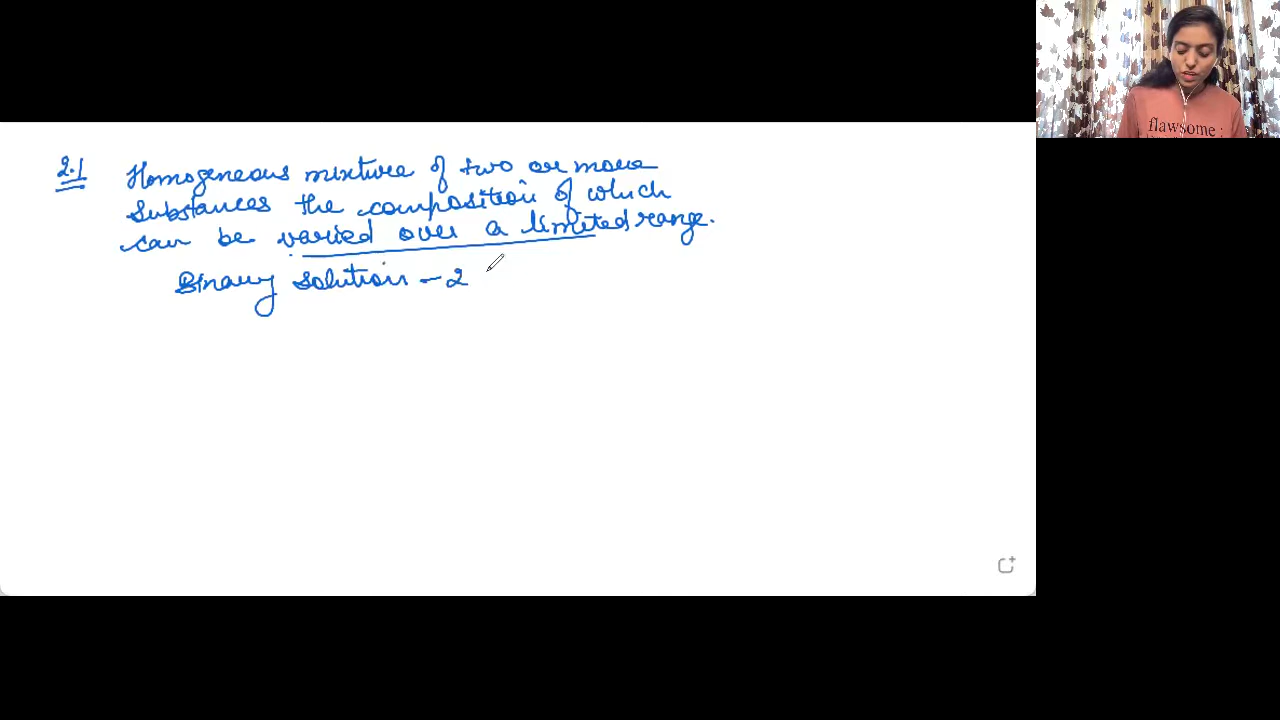 2.1 Homogeneous mixture of two or more
substances the composition of which
can be varied over a limited range.
Binary solution - 2
flawsome :